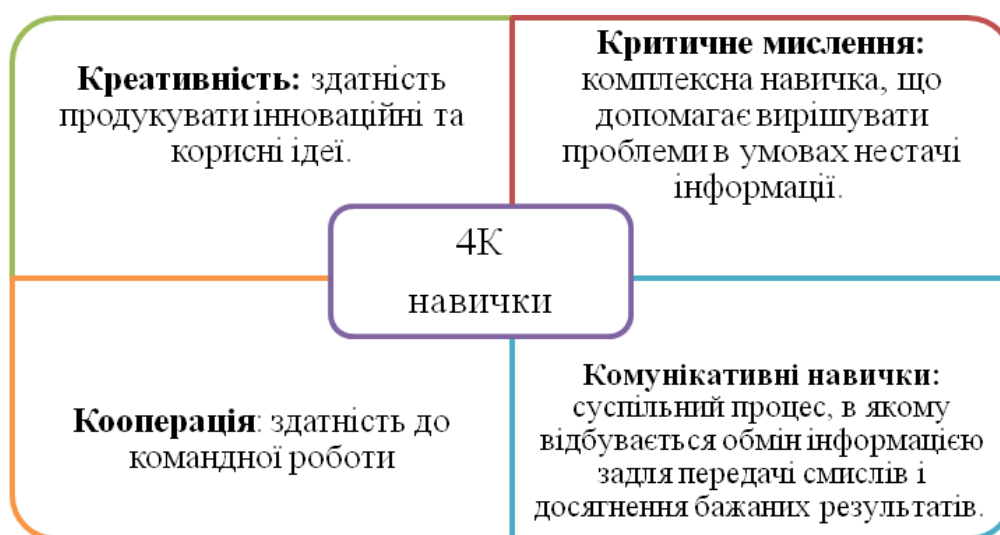 Креативність: здатність
продукувати інноваційні та
корисні ідеї.
Критичне мислення:
комплексна навичка, що
допомагає вирішувати
проблеми в умовах нестачі
інформації.
4К
навички
Кооперація: здатність до
командної роботи
Комунікативні навички:
суспільний процес, в якому
відбувається обмін інформацією
задля передачі смислів і
досягнення бажаних результатів.